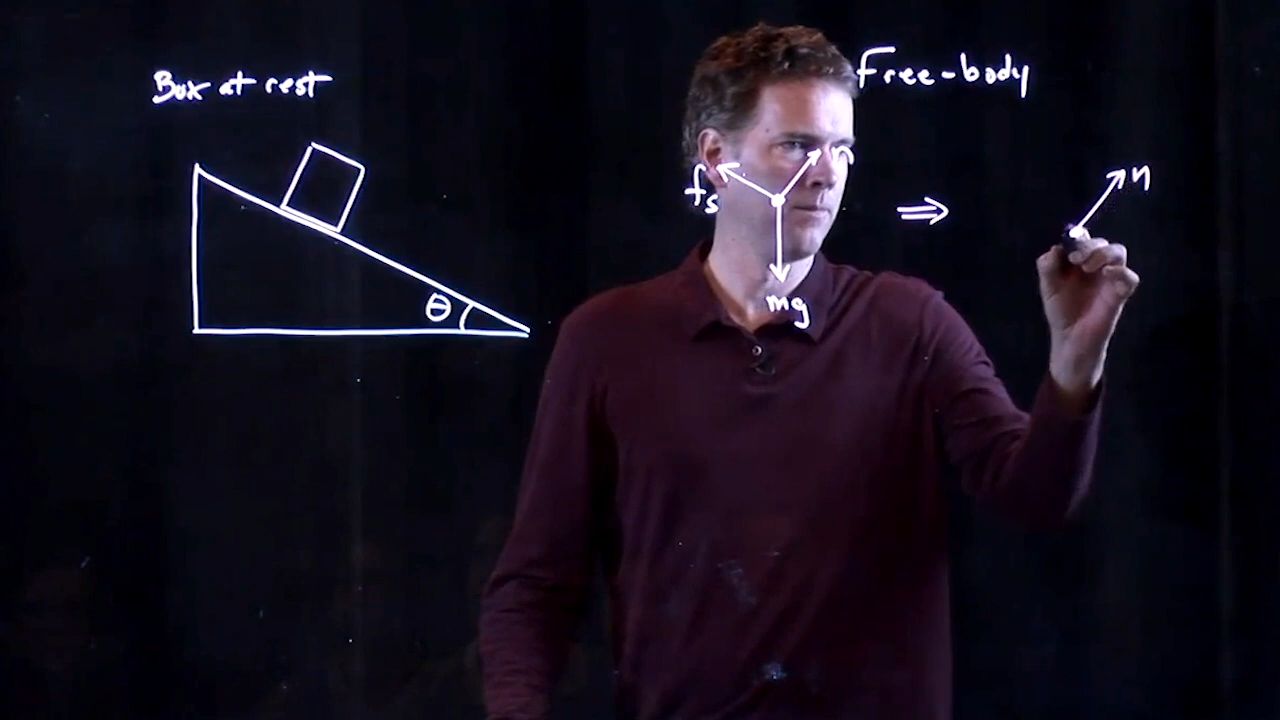 Box at rest
Free-body
n
fs
⇒
n
mg
θ